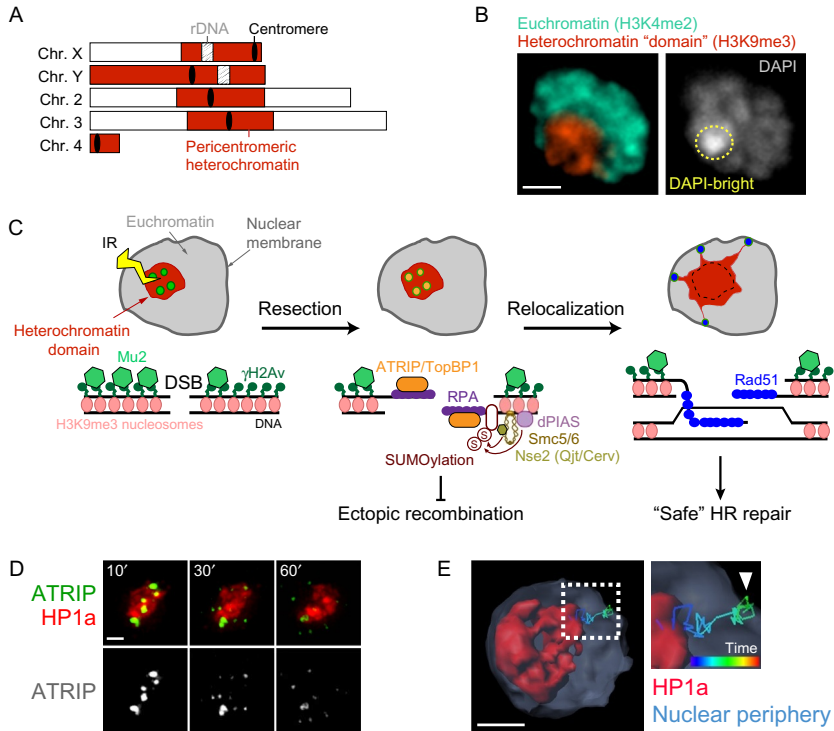 A
rDNA
Centromere
Chr. X
Chr. Y
Chr. 2
Chr. 3
Chr. 4
Pericentromeric
heterochromatin
B
Euchromatin (H3K4me2)
Heterochromatin “domain” (H3K9me3)
DAPI
DAPI-bright
C
Euchromatin
Nuclear
membrane
IR
Heterochromatin
domain
Resection
Relocalization
Mu2
DSB
γH2Av
H3K9me3 nucleosomes
DNA
ATRIP/TopBP1
RPA
dPIAS
Smc5/6
Nse2 (Qjt/Cerv)
S
S
SUMOylation
Ectopic recombination
Rad51
“Safe” HR repair
D
10′
30′
60′
ATRIP
HP1a
ATRIP
E
Time
HP1a
Nuclear periphery